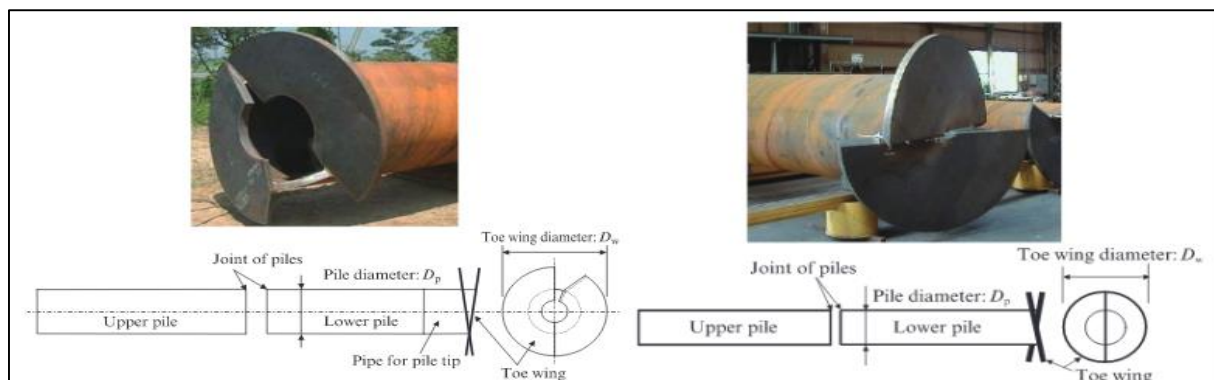 Toe wing diameter: Dw
Joint of piles
Pile diameter: Dp
Upper pile
Lower pile
Pipe for pile tip
Toe wing
Toe wing diameter: Dw
Joint of piles
Pile diameter: Dp
Upper pile
Lower pile
Toe wing